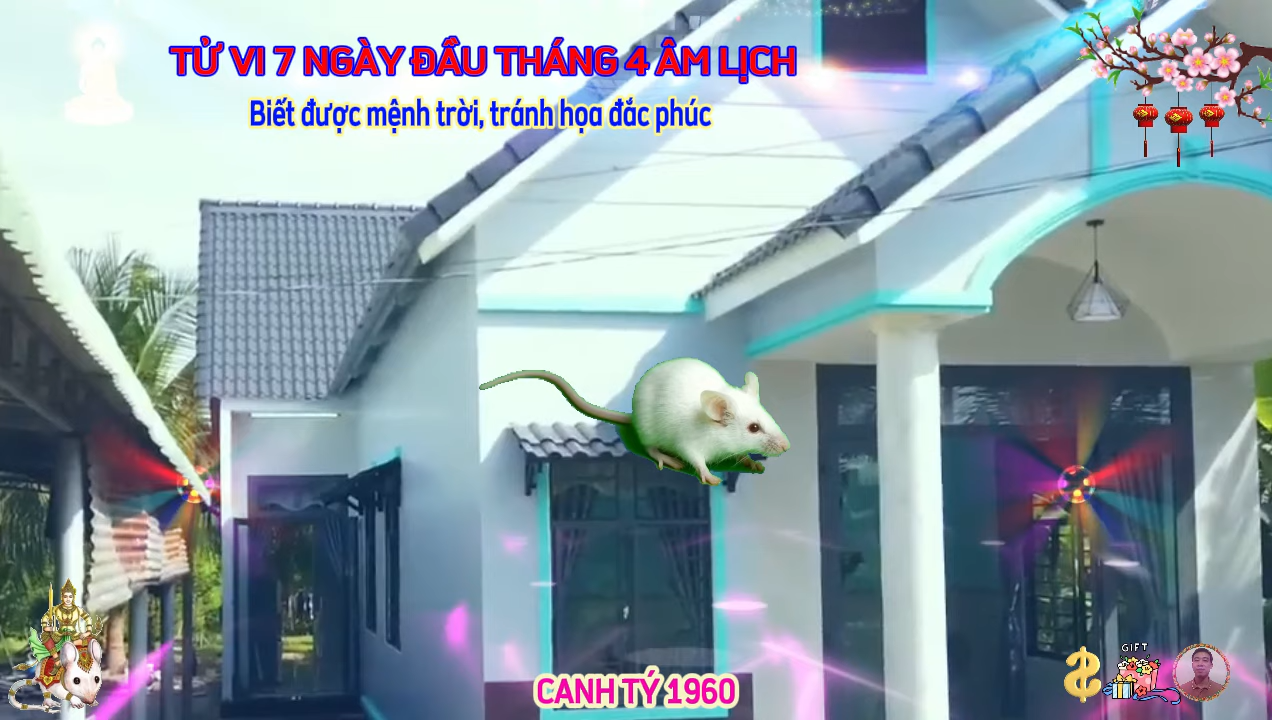 TỬ VI 7 NGÀY ĐẦU THÁNG 4 ÂM LỊCH
Biết được mệnh trời, tránh họa đắc phúc
GIFT
CANH TÝ 1960